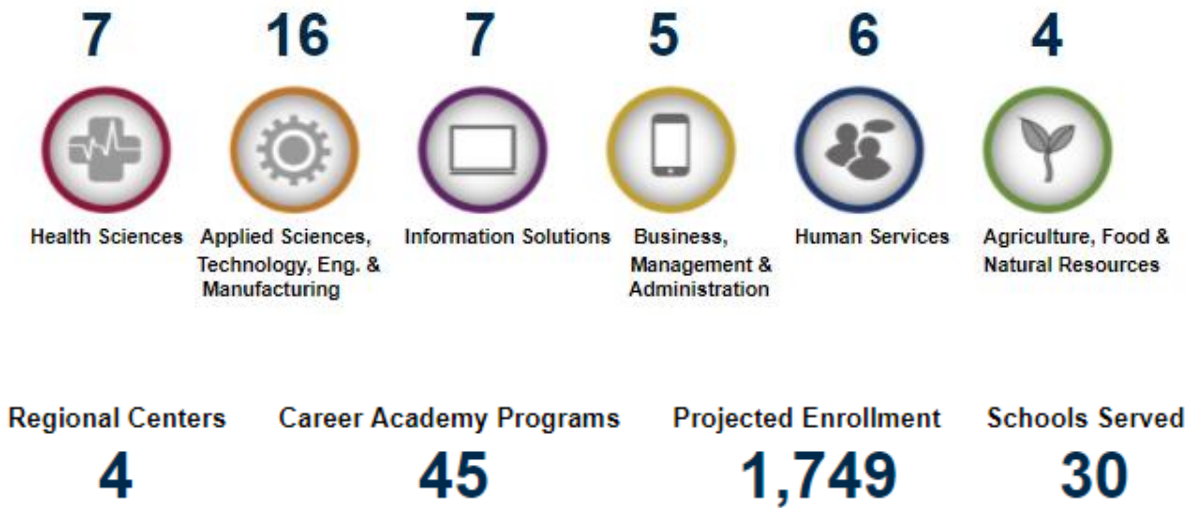 7 16 7 5 6 4
Health Sciences Applied Sciences, Information Solutions Business, Human Services Agriculture, Food &
Technology, Eng. & Management & Natural Resources
Manufacturing Administration
Regional Centers Career Academy Programs Projected Enrollment Schools Served
4 45 1,749 30